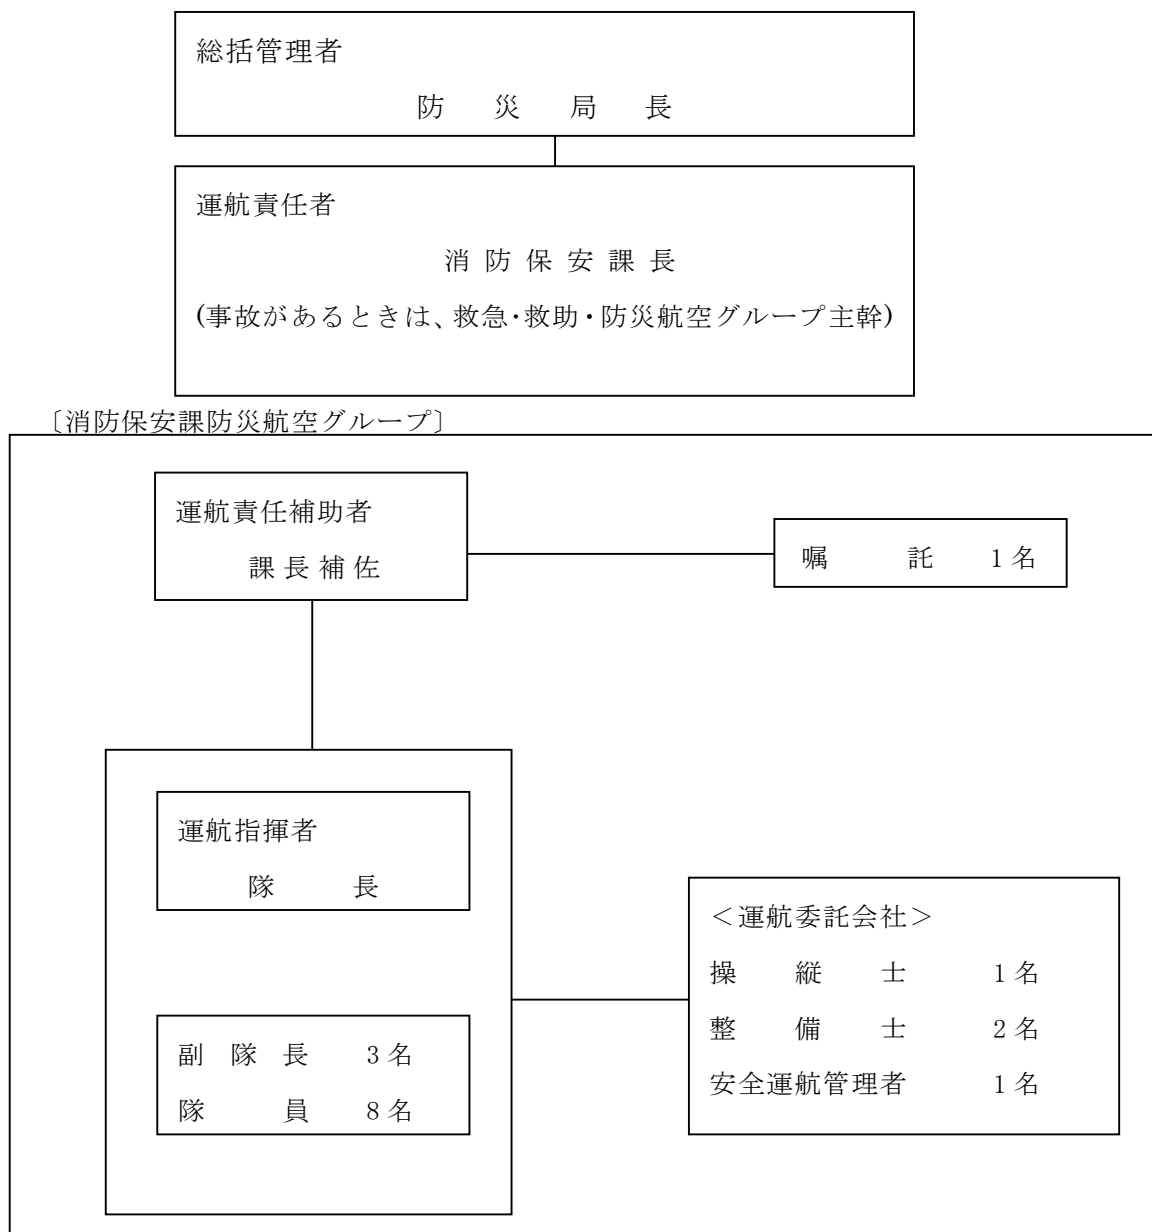 総括管理者
防災局長
運航責任者
消防保安課長
(事故があるときは、救急・救助・防災航空グループ主幹)
〔消防保安課防災航空グループ〕
運航責任補助者
課長補佐
嘱託 1名
運航指揮者
隊長
副隊長 3名
隊員 8名
＜運航委託会社＞
操縦士 1名
整備士 2名
安全運航管理者 1名